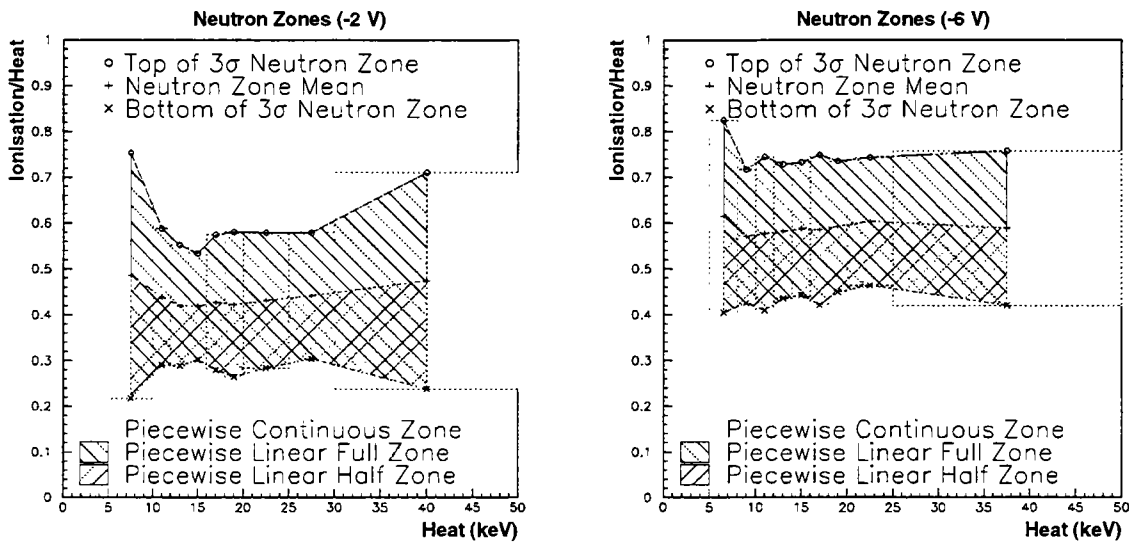 Neutron Zones (-2 V)
Ionisation/Heat
1
0.9
0.8
0.7
0.6
0.5
0.4
0.3
0.2
0.1
0
Top of 3σ Neutron Zone
Neutron Zone Mean
Bottom of 3σ Neutron Zone
Piecewise Continuous Zone
Piecewise Linear Full Zone
Piecewise Linear Half Zone
0 5 10 15 20 25 30 35 40 45 50
Heat (keV)
Neutron Zones (-6 V)
Ionisation/Heat
1
0.9
0.8
0.7
0.6
0.5
0.4
0.3
0.2
0.1
0
Top of 3σ Neutron Zone
Neutron Zone Mean
Bottom of 3σ Neutron Zone
Piecewise Continuous Zone
Piecewise Linear Full Zone
Piecewise Linear Half Zone
0 5 10 15 20 25 30 35 40 45 50
Heat (keV)